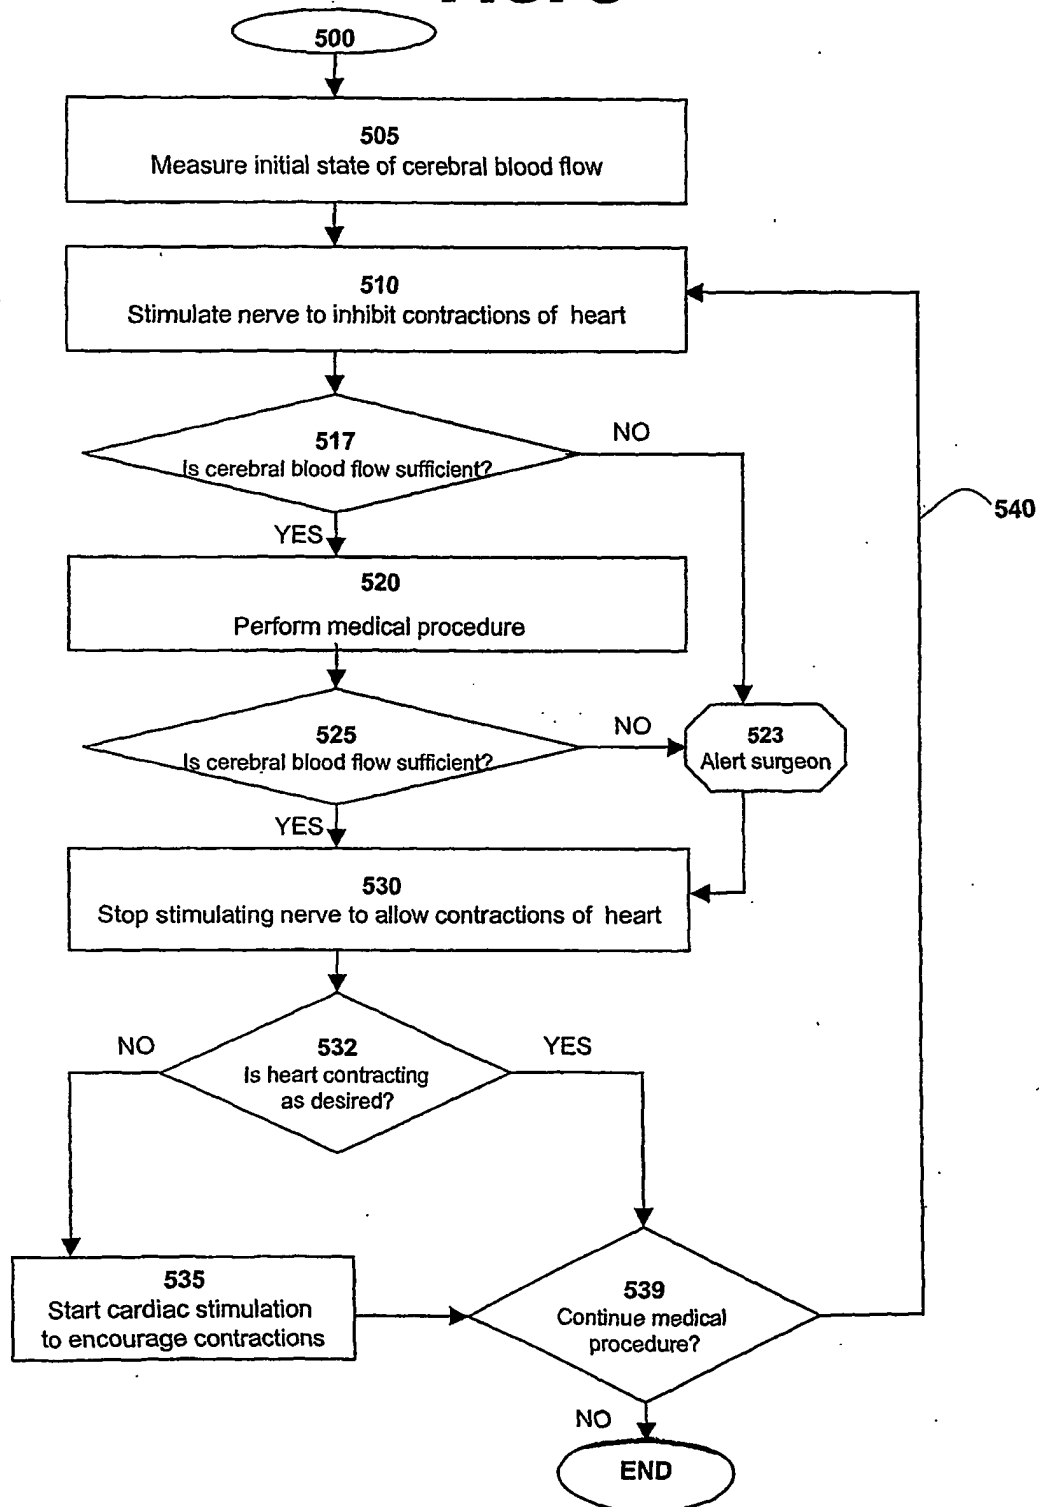 500
505
Measure initial state of cerebral blood flow
510
Stimulate nerve to inhibit contractions of heart
517
Is cerebral blood flow sufficient?
NO
540
YES
520
Perform medical procedure
525
Is cerebral blood flow sufficient?
NO
523
Alert surgeon
YES
530
Stop stimulating nerve to allow contractions of heart
NO
532
YES
Is heart contracting
as desired?
535
Start cardiac stimulation
to encourage contractions
539
Continue medical
procedure?
NO
END